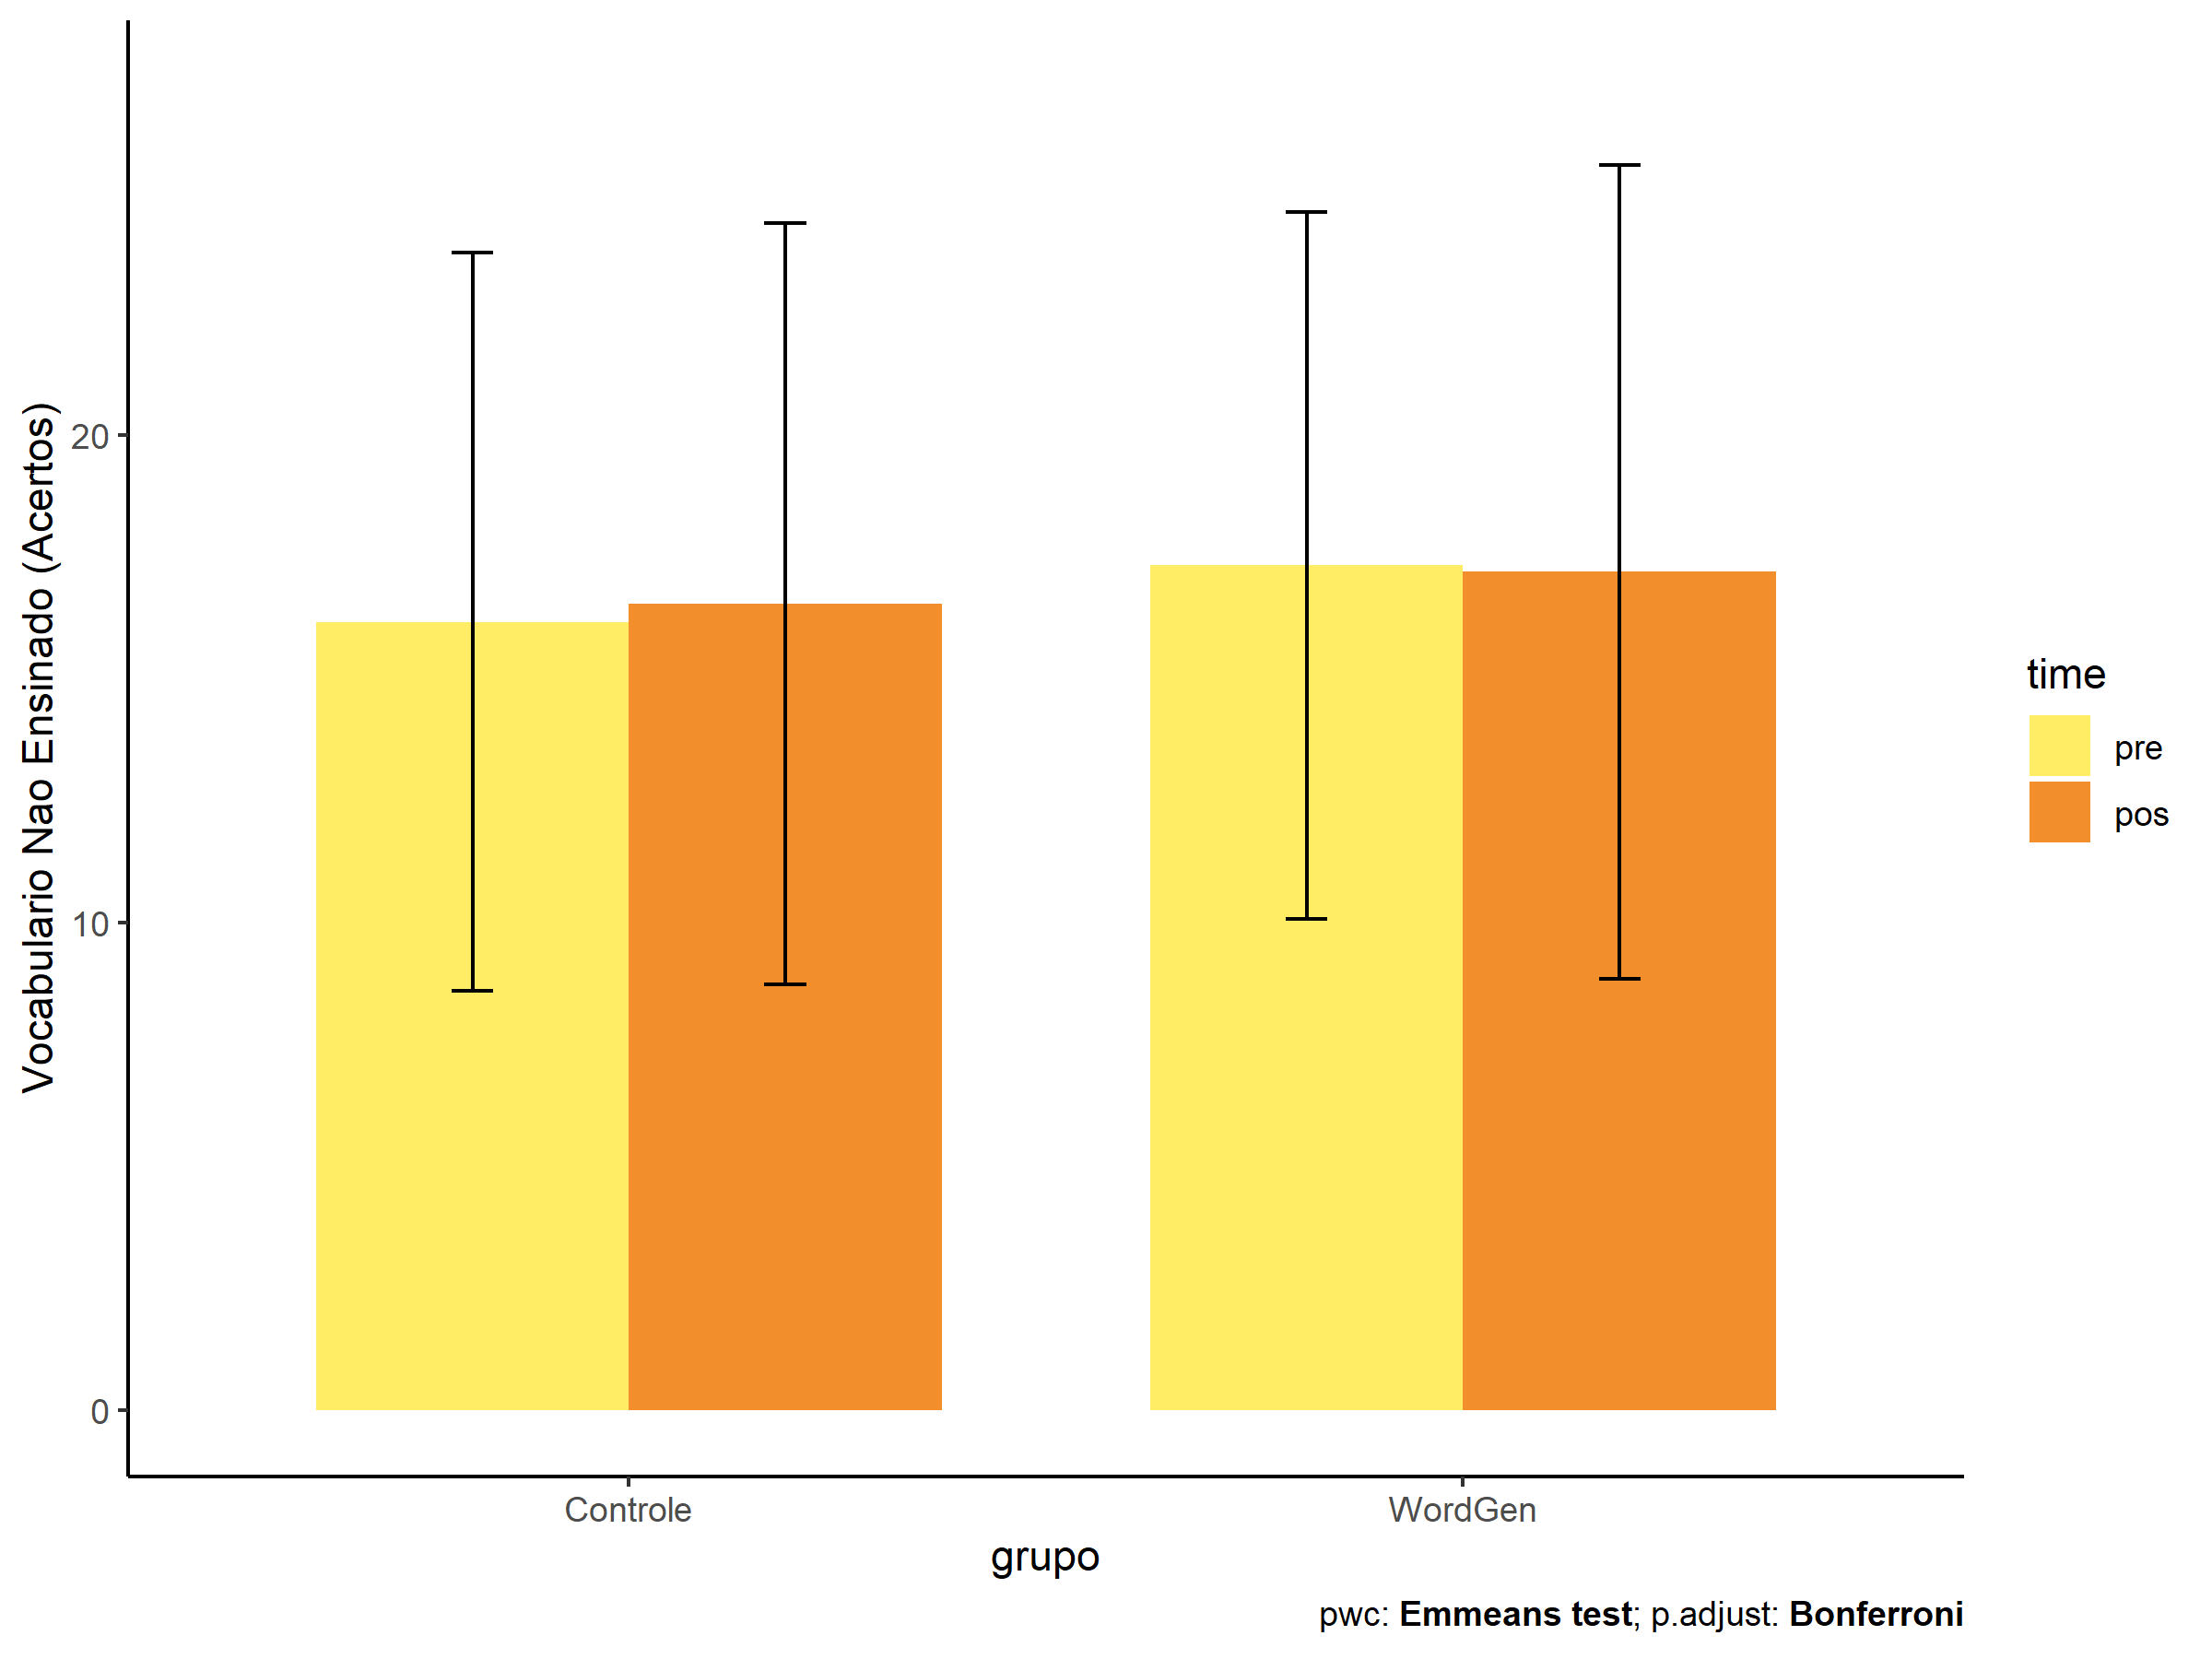 Vocabulario Nao Ensinado (Acertos)
20
10
0
Controle
WordGen
grupo
time
pre
pos
pwc: Emmeans test; p.adjust: Bonferroni